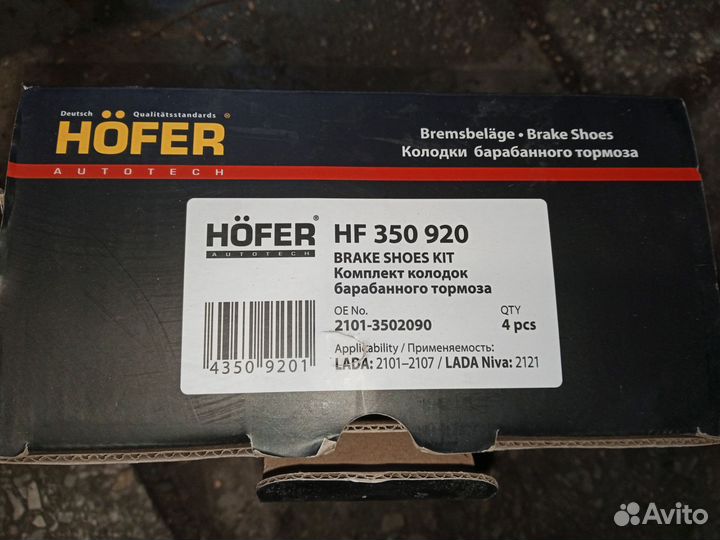 Deutsch Qualitätsstandards ®
HÖFER
AUTOTECH
Bremsbeläge • Brake Shoes
Колодки барабанного тормоза
HÖFER ®
AUTOTECH
HF 350 920
BRAKE SHOES KIT
Комплект колодок
барабанного тормоза
OE No. QTY
2101-3502090 4 pcs
Applicability / Применяемость:
LADA: 2101–2107 / LADA Niva: 2121
4350 9201
Avito